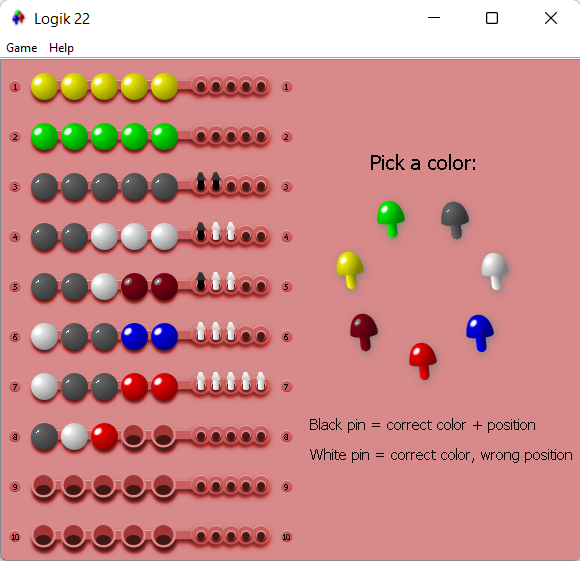 Logik 22
Game Help
1 1
2 2
3 3
Pick a color:
4 4
5 5
6 6
7 7
8 8
Black pin = correct color + position
White pin = correct color, wrong position
9 9
10 10